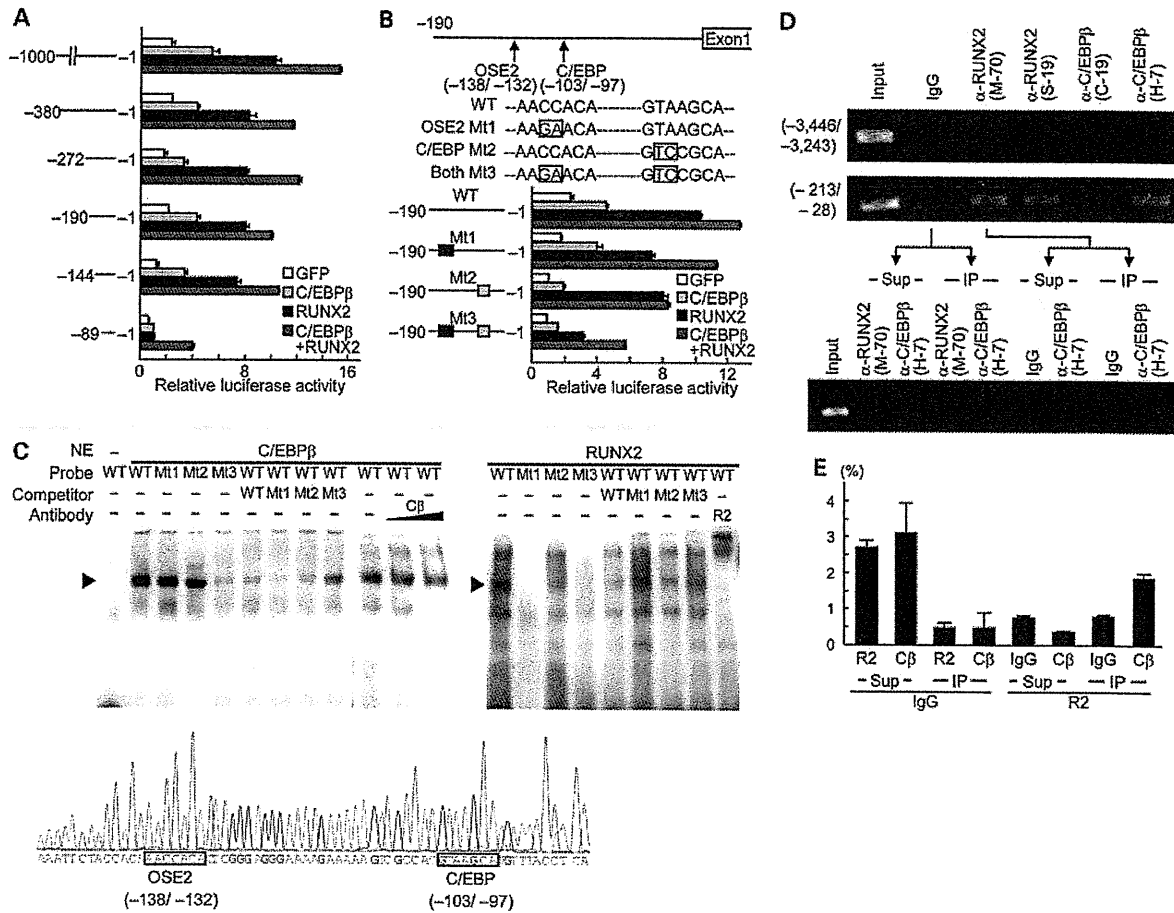 A
-1000
-1
-380
-1
-272
-1
-190
-1
-144
-1
-89
-1
GFP
C/EBPβ
RUNX2
C/EBPβ
+RUNX2
0 8 16
Relative luciferase activity
B
-190
Exon1
OSE2 C/EBP
(-138/ -132) (-103/ -97)
WT --AACCACA------GTAAGCA--
OSE2 Mt1 --AAGAACA------GTAAGCA--
C/EBP Mt2 --AACCACA------GTCCGCA--
Both Mt3 --AAGAACA------GTCCGCA--
WT
-190 -1
Mt1
-190 -1
Mt2
-190 -1
Mt3
-190 -1
GFP
C/EBPβ
RUNX2
C/EBPβ
+RUNX2
0 4 8 12
Relative luciferase activity
C
NE - C/EBPβ RUNX2
Probe WT WT Mt1 Mt2 Mt3 WT WT WT WT WT WT WT WT Mt1 Mt2 Mt3 WT WT WT WT WT
Competitor - - - - - WT Mt1 Mt2 Mt3 - - - - - - - WT Mt1 Mt2 Mt3 -
Antibody - - - - - - - - - - Cβ - - - - - - - - R2
OSE2
(-138/ -132)
C/EBP
(-103/ -97)
D
Input
IgG
α-RUNX2
(M-70)
α-RUNX2
(S-19)
α-C/EBPβ
(C-19)
α-C/EBPβ
(H-7)
(-3,446/
-3,243)
(- 213/
- 28)
- Sup - - IP - - Sup - - IP -
Input
α-RUNX2
(M-70)
α-C/EBPβ
(H-7)
α-RUNX2
(M-70)
α-C/EBPβ
(H-7)
IgG
α-C/EBPβ
(H-7)
IgG
α-C/EBPβ
(H-7)
E
(%)
4
3
2
1
0
R2 Cβ R2 Cβ IgG Cβ IgG Cβ
- Sup - - IP - - Sup - - IP -
IgG R2